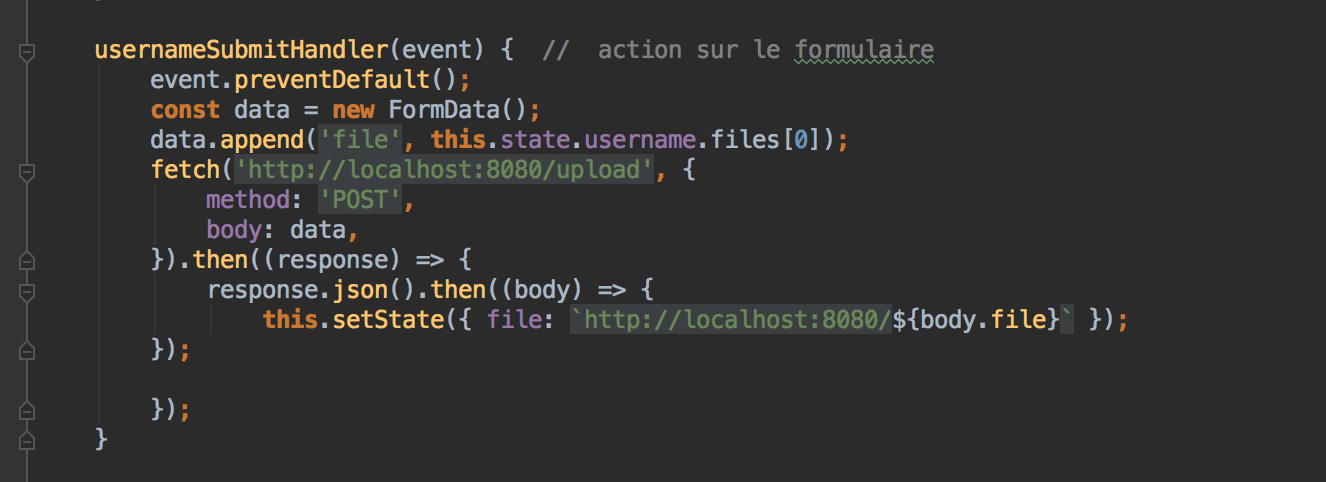 usernameSubmitHandler(event) {  //  action sur le formulaire
    event.preventDefault();
    const data = new FormData();
    data.append('file', this.state.username.files[0]);
    fetch('http://localhost:8080/upload', {
        method: 'POST',
        body: data,
    }).then((response) => {
        response.json().then((body) => {
            this.setState({ file: `http://localhost:8080/${body.file}` });
    });

    });
}